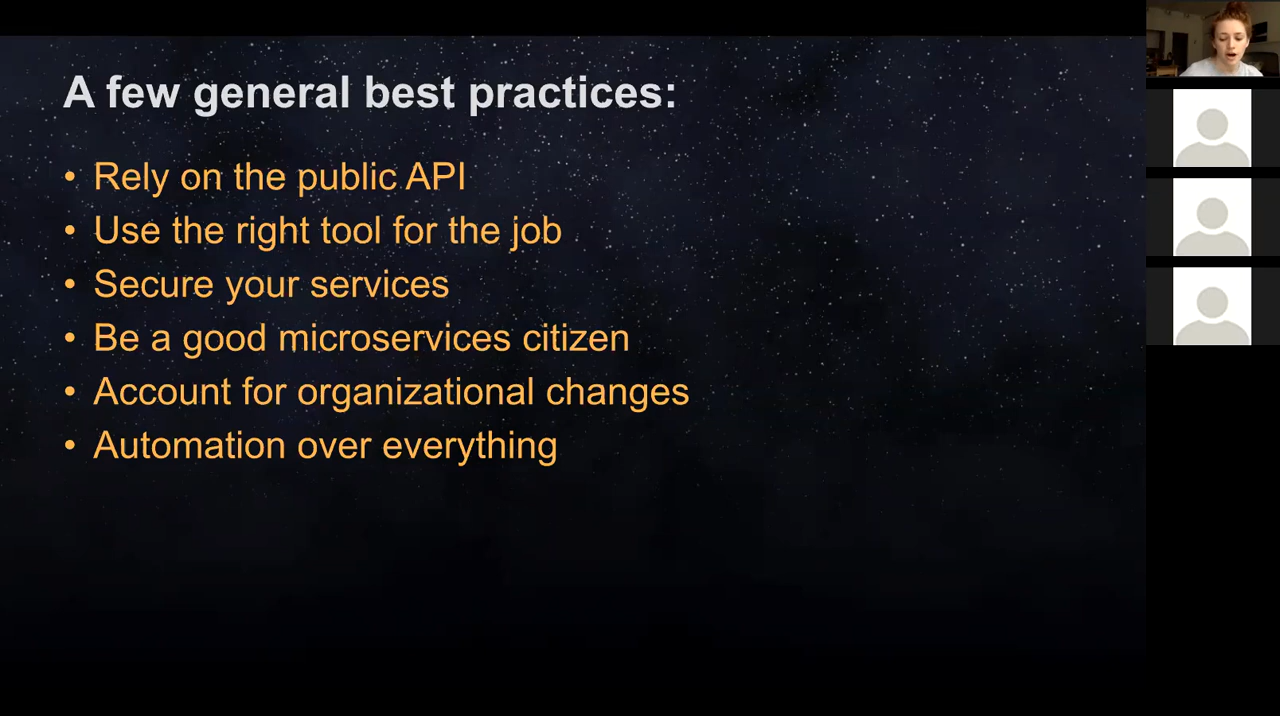 A few general best practices:
• Rely on the public API
• Use the right tool for the job
• Secure your services
• Be a good microservices citizen
• Account for organizational changes
• Automation over everything